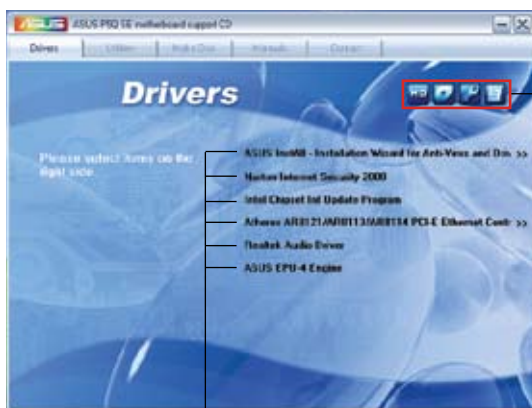 ASUS P5Q SE motherboard support CD
Drivers Utilities Make Disk Manuals Contact
Drivers
Please select items on the
right side.
ASUS InstAll - Installation Wizard for Anti-Virus and Driv >>
Norton Internet Security 2008
Intel Chipset Inf Update Program
Atheros AR8121/AR8113/AR8114 PCI-E Ethernet Contr >>
Realtek Audio Driver
ASUS EPU-4 Engine